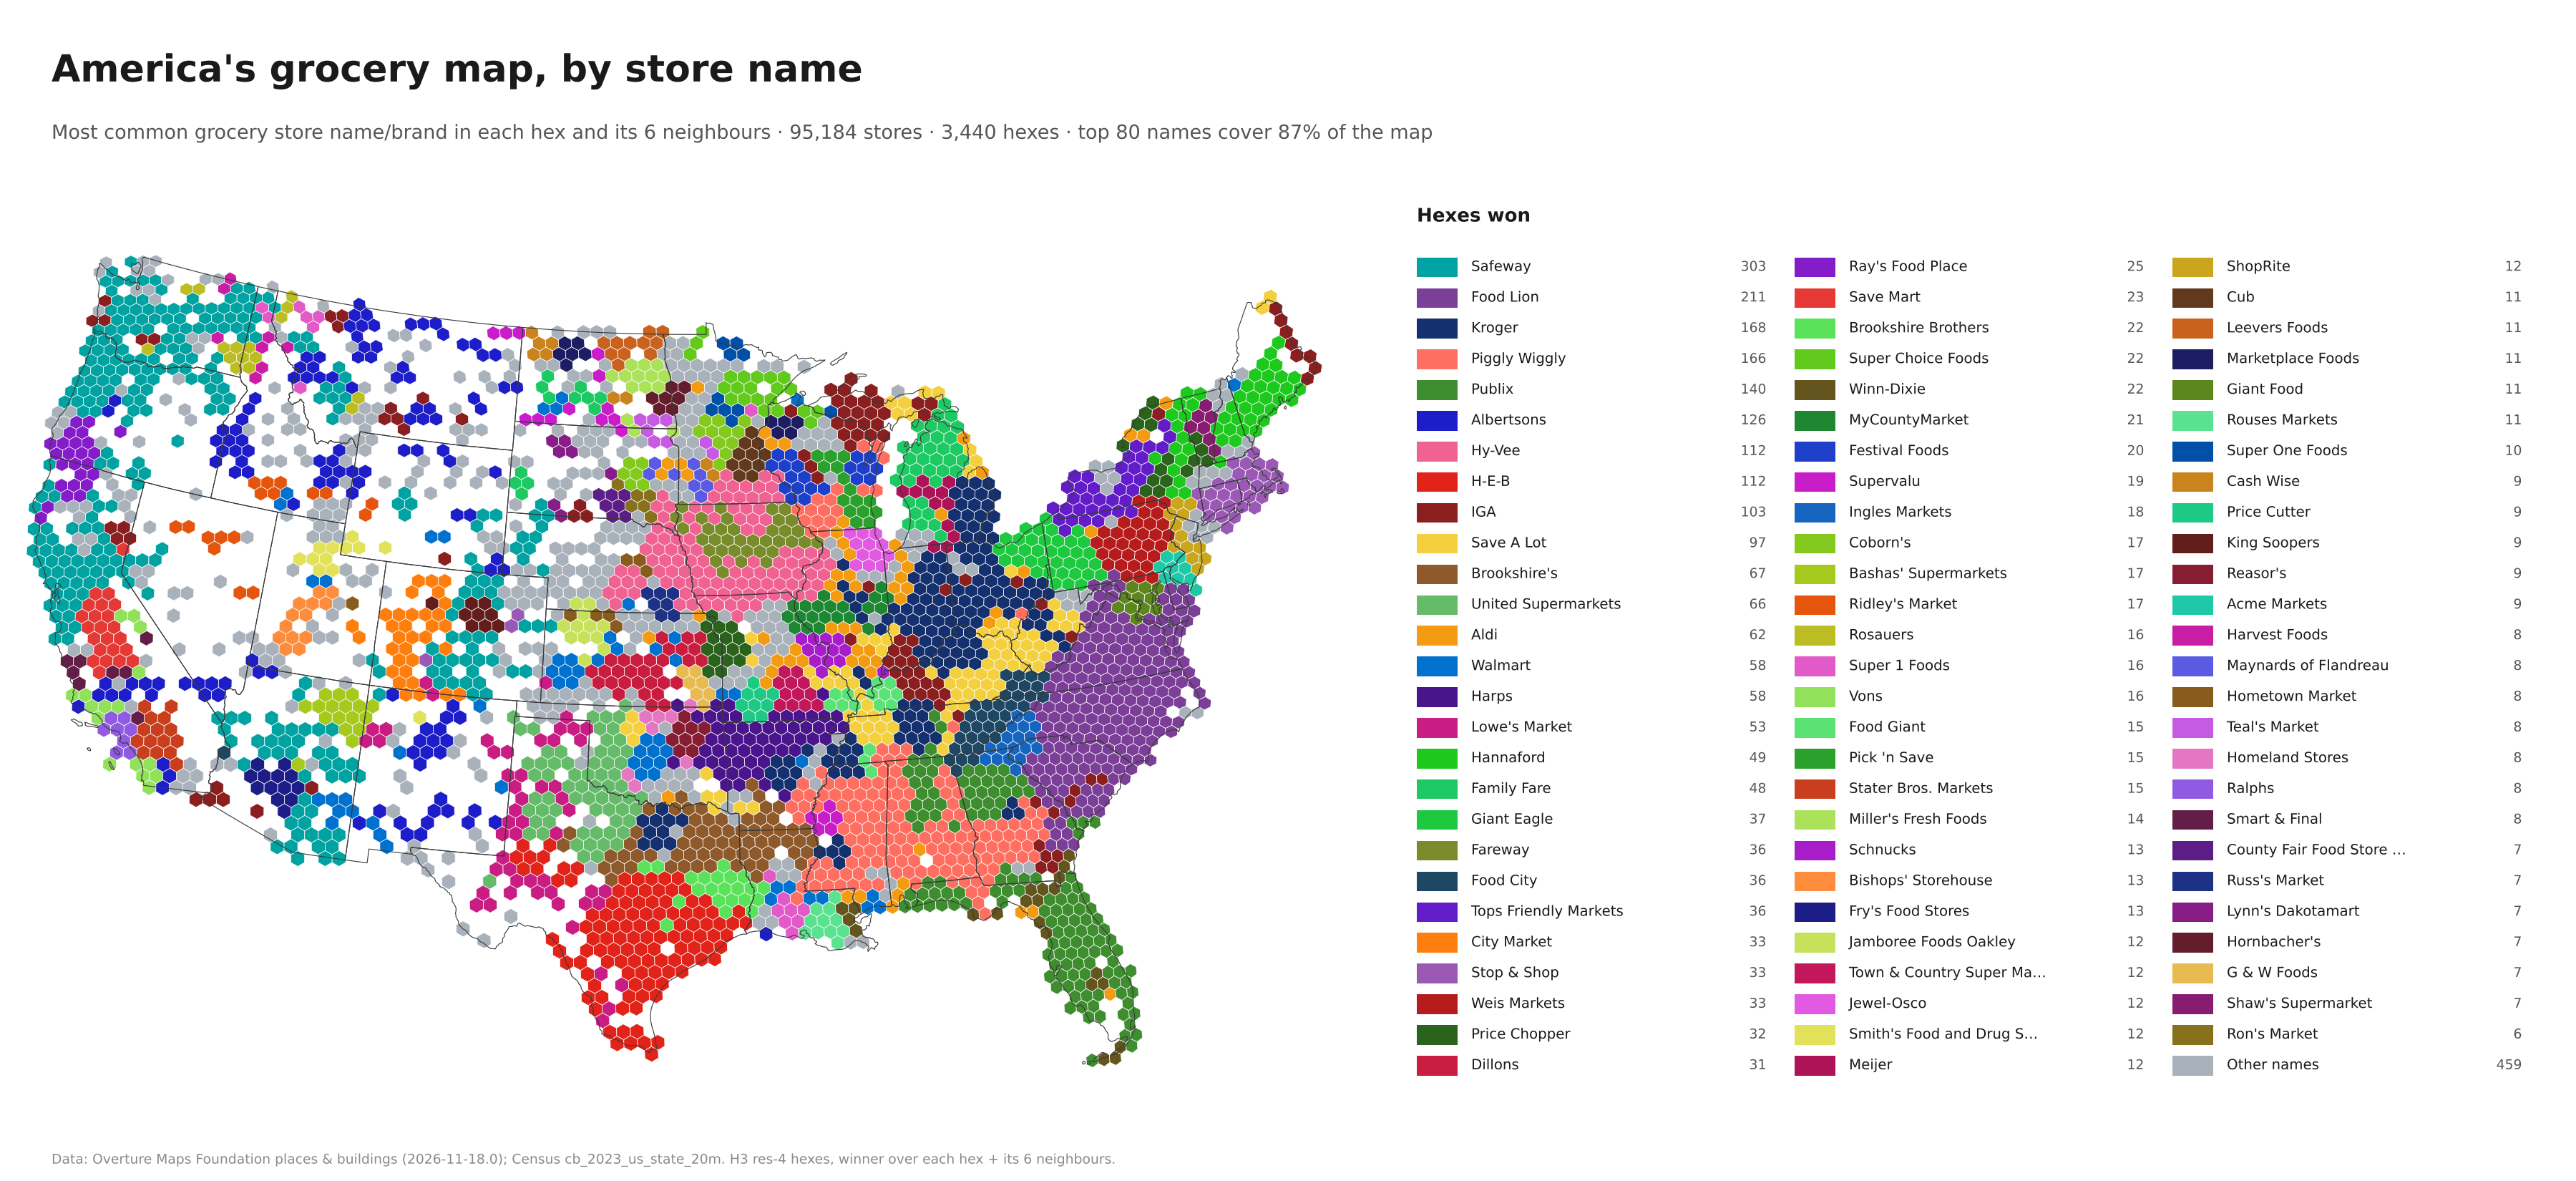 America's grocery map, by store name
Most common grocery store name/brand in each hex and its 6 neighbours · 95,184 stores · 3,440 hexes · top 80 names cover 87% of the map
Hexes won
Safeway 303
Food Lion 211
Kroger 168
Piggly Wiggly 166
Publix 140
Albertsons 126
Hy-Vee 112
H-E-B 112
IGA 103
Save A Lot 97
Brookshire's 67
United Supermarkets 66
Aldi 62
Walmart 58
Harps 58
Lowe's Market 53
Hannaford 49
Family Fare 48
Giant Eagle 37
Fareway 36
Food City 36
Tops Friendly Markets 36
City Market 33
Stop & Shop 33
Weis Markets 33
Price Chopper 32
Dillons 31
Ray's Food Place 25
Save Mart 23
Brookshire Brothers 22
Super Choice Foods 22
Winn-Dixie 22
MyCountyMarket 21
Festival Foods 20
Supervalu 19
Ingles Markets 18
Coborn's 17
Bashas' Supermarkets 17
Ridley's Market 17
Rosauers 16
Super 1 Foods 16
Vons 16
Food Giant 15
Pick 'n Save 15
Stater Bros. Markets 15
Miller's Fresh Foods 14
Schnucks 13
Bishops' Storehouse 13
Fry's Food Stores 13
Jamboree Foods Oakley 12
Town & Country Super Ma… 12
Jewel-Osco 12
Smith's Food and Drug S… 12
Meijer 12
ShopRite 12
Cub 11
Leevers Foods 11
Marketplace Foods 11
Giant Food 11
Rouses Markets 11
Super One Foods 10
Cash Wise 9
Price Cutter 9
King Soopers 9
Reasor's 9
Acme Markets 9
Harvest Foods 8
Maynards of Flandreau 8
Hometown Market 8
Teal's Market 8
Homeland Stores 8
Ralphs 8
Smart & Final 8
County Fair Food Store … 7
Russ's Market 7
Lynn's Dakotamart 7
Hornbacher's 7
G & W Foods 7
Shaw's Supermarket 7
Ron's Market 6
Other names 459
Data: Overture Maps Foundation places & buildings (2026-11-18.0); Census cb_2023_us_state_20m. H3 res-4 hexes, winner over each hex + its 6 neighbours.